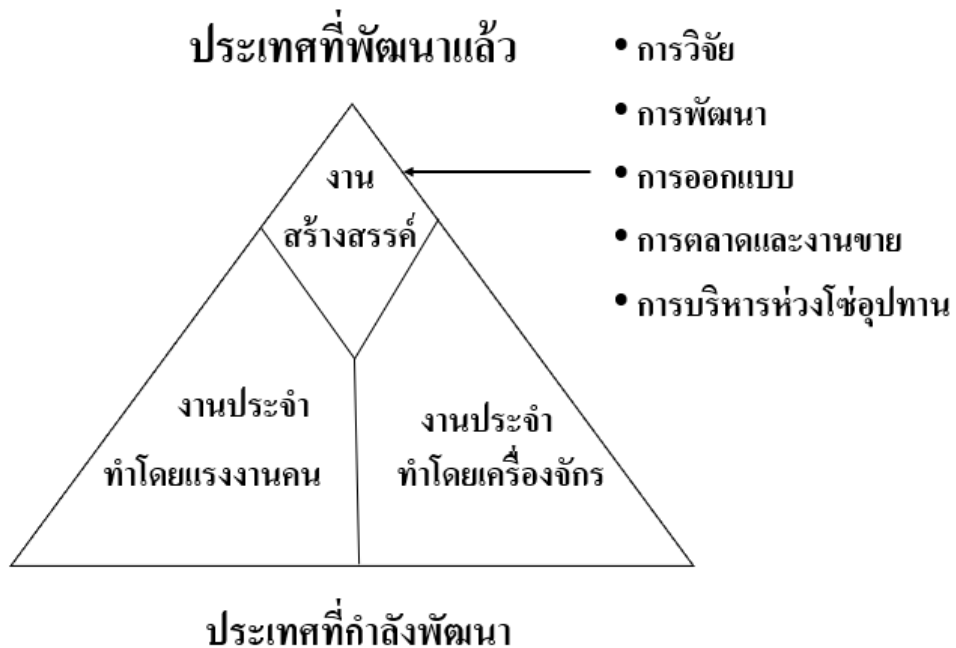 ประเทศที่พัฒนาแล้ว
• การวิจัย
• การพัฒนา
• การออกแบบ
• การตลาดและงานขาย
• การบริหารห่วงโซ่อุปทาน
งาน
สร้างสรรค์
งานประจำ
ทำโดยแรงงานคน
งานประจำ
ทำโดยเครื่องจักร
ประเทศที่กำลังพัฒนา